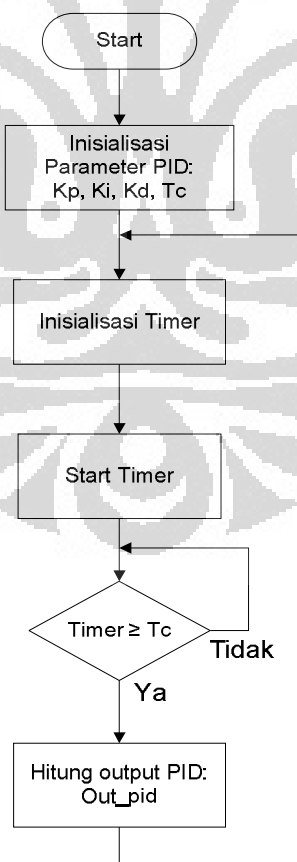 Start
Inisialisasi
Parameter PID:
Kp, Ki, Kd, Tc
Inisialisasi Timer
Start Timer
Timer ≥ Tc
Tidak
Ya
Hitung output PID:
Out_pid